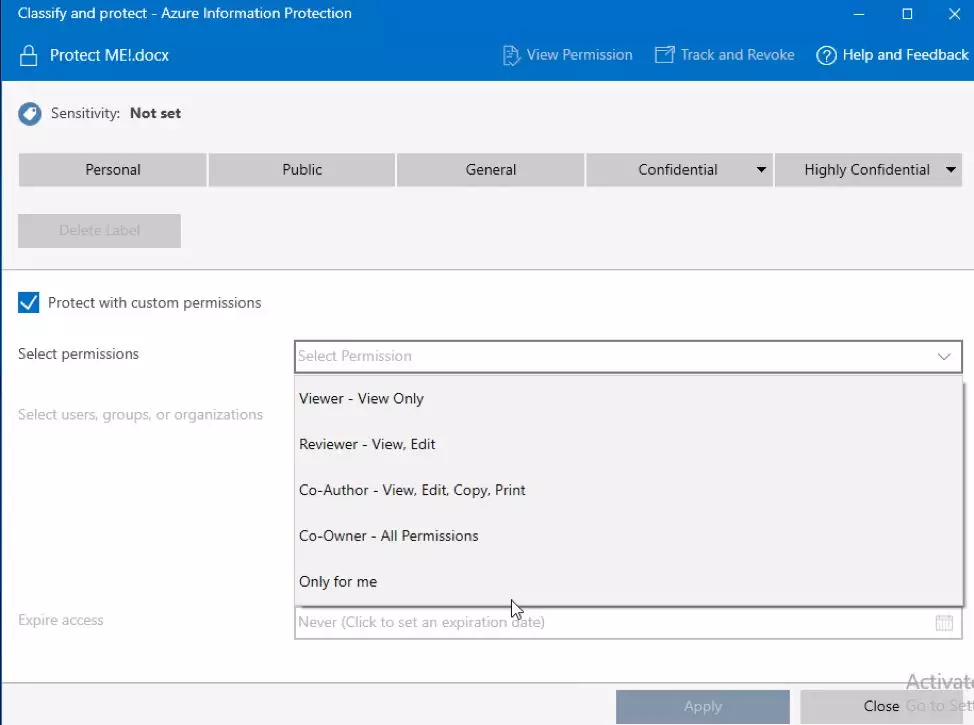 Classify and protect - Azure Information Protection
Protect ME!.docx
View Permission
Track and Revoke
Help and Feedback
Sensitivity: Not set
Personal
Public
General
Confidential
Highly Confidential
Delete Label
Protect with custom permissions
Select permissions
Select Permission
Viewer - View Only
Reviewer - View, Edit
Select users, groups, or organizations
Co-Author - View, Edit, Copy, Print
Co-Owner - All Permissions
Only for me
Expire access
Never (Click to set an expiration date)
Activate
Apply
Close
Go to Set